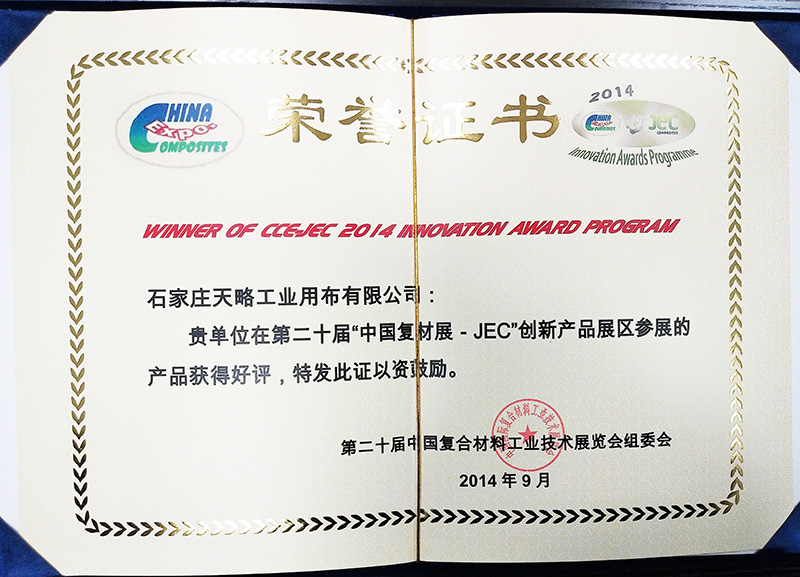 CHINA
EXPO.
COMPOSITES
荣誉证书
2014
JEC
COMPOSITES
Innovation Awards Programme
WINNER OF CCE-JEC 2014 INNOVATION AWARD PROGRAM
石家庄天略工业用布有限公司：
贵单位在第二十届“中国复材展－JEC”创新产品展区参展的
产品获得好评，特发此证以资鼓励。
第二十届中国复合材料工业技术展览会组委会
2014 年 9 月